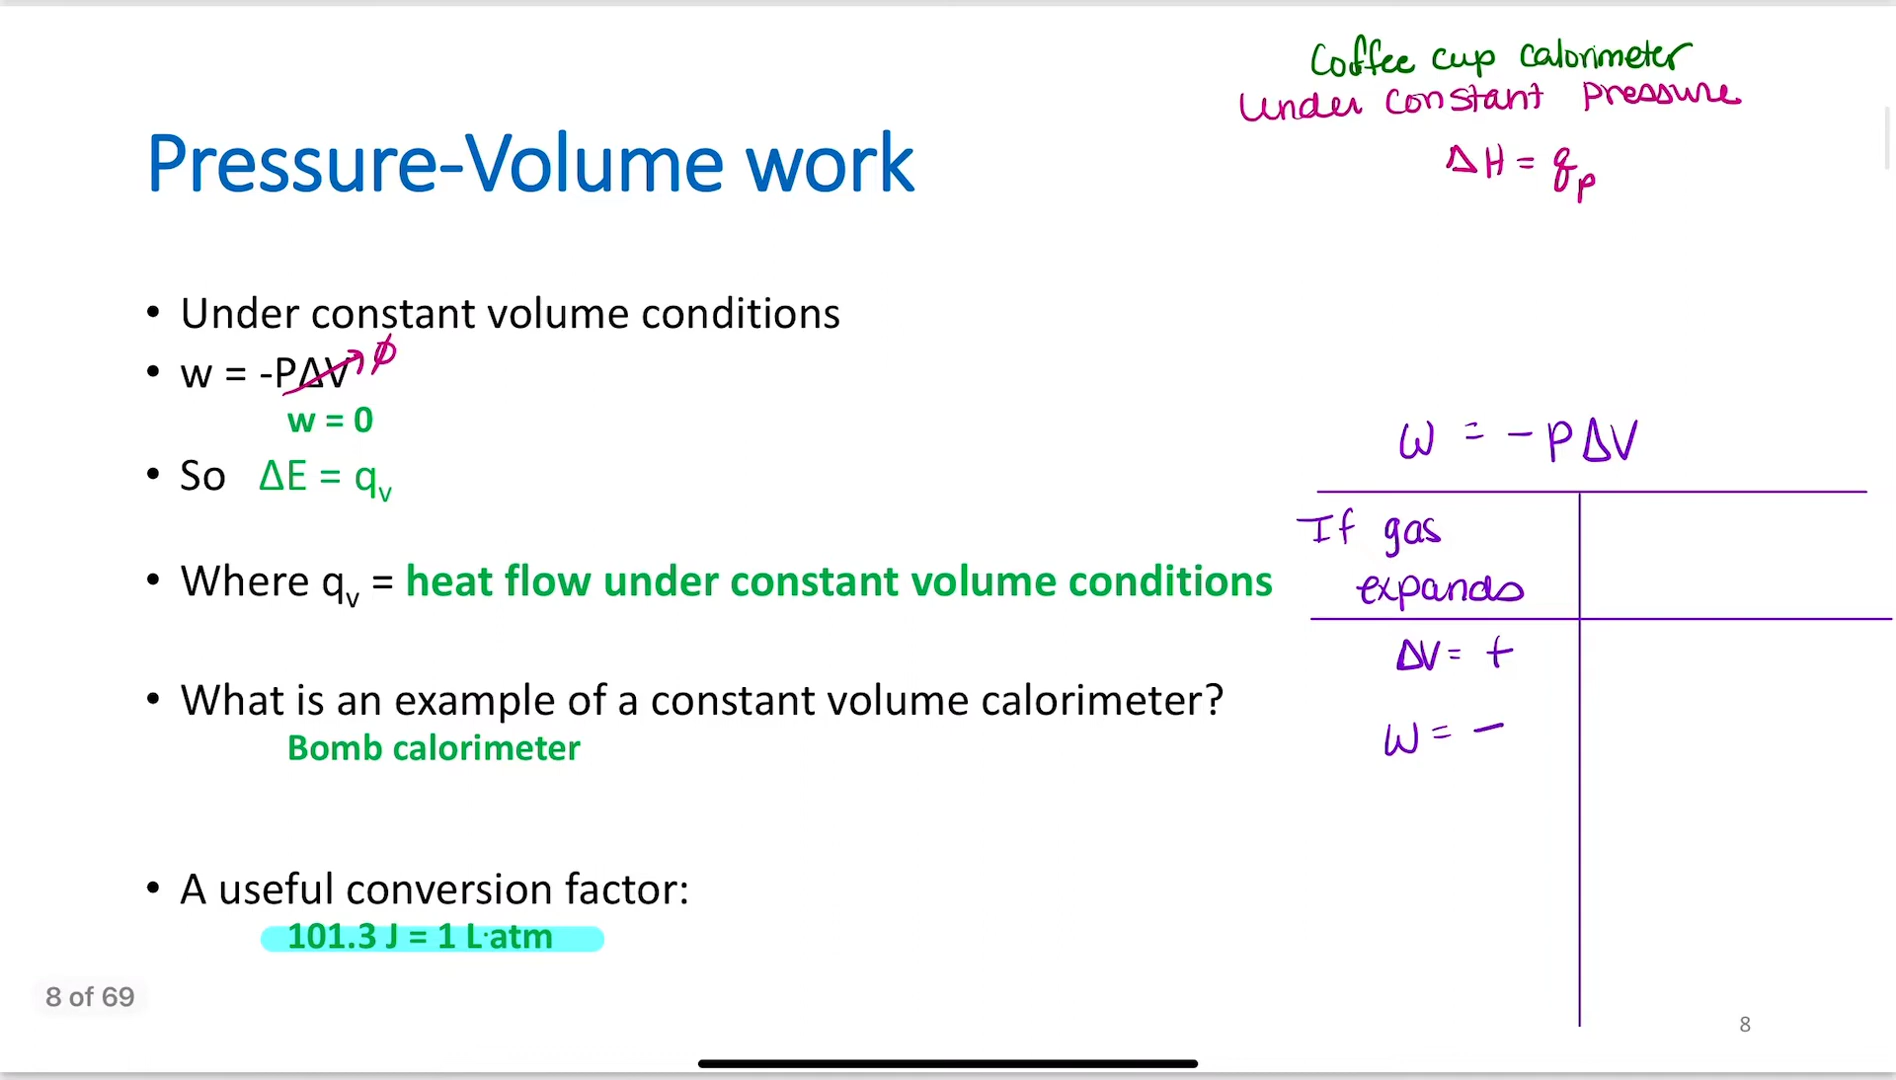 Coffee cup calorimeter
Under constant pressure
ΔH = qp
Pressure-Volume work
• Under constant volume conditions
• w = -PΔV ∅
w = 0
• So ΔE = qv
• Where qv = heat flow under constant volume conditions
• What is an example of a constant volume calorimeter?
Bomb calorimeter
• A useful conversion factor:
101.3 J = 1 L·atm
w = -PΔV
If gas
expands
ΔV = +
w = -
8 of 69
8